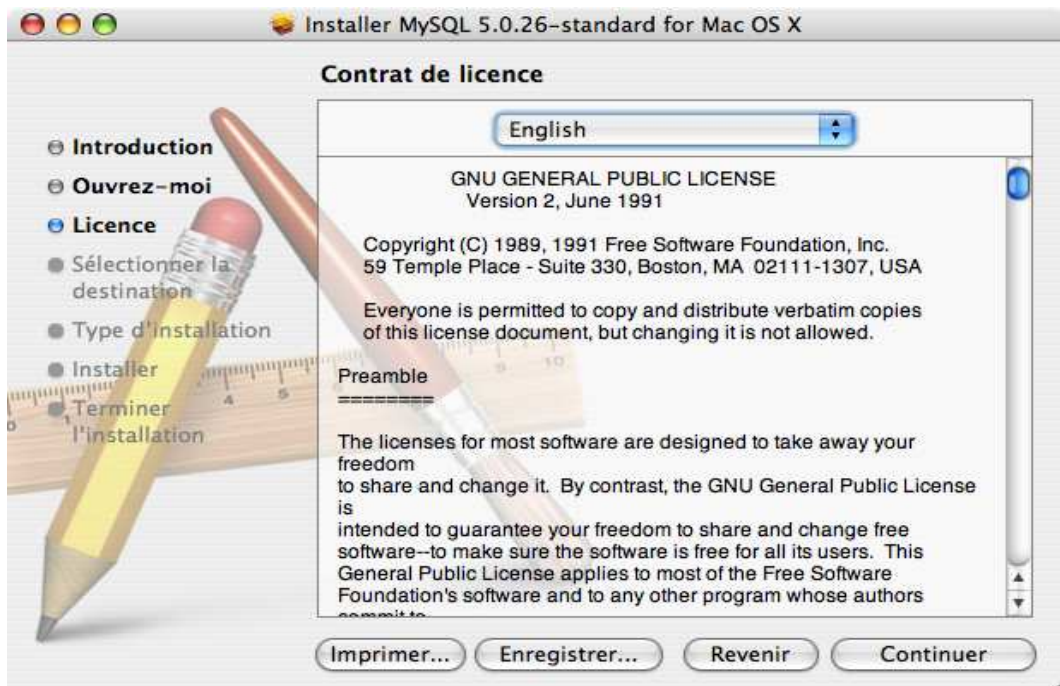 Installer MySQL 5.0.26-standard for Mac OS X
Contrat de licence
Introduction
Ouvrez-moi
Licence
Sélectionner la
destination
Type d'installation
Installer
Terminer
l'installation
English
GNU GENERAL PUBLIC LICENSE
Version 2, June 1991
Copyright (C) 1989, 1991 Free Software Foundation, Inc.
59 Temple Place - Suite 330, Boston, MA 02111-1307, USA
Everyone is permitted to copy and distribute verbatim copies
of this license document, but changing it is not allowed.
Preamble
========
The licenses for most software are designed to take away your
freedom
to share and change it. By contrast, the GNU General Public License
is
intended to guarantee your freedom to share and change free
software--to make sure the software is free for all its users. This
General Public License applies to most of the Free Software
Foundation's software and to any other program whose authors
commit to
Imprimer...
Enregistrer...
Revenir
Continuer